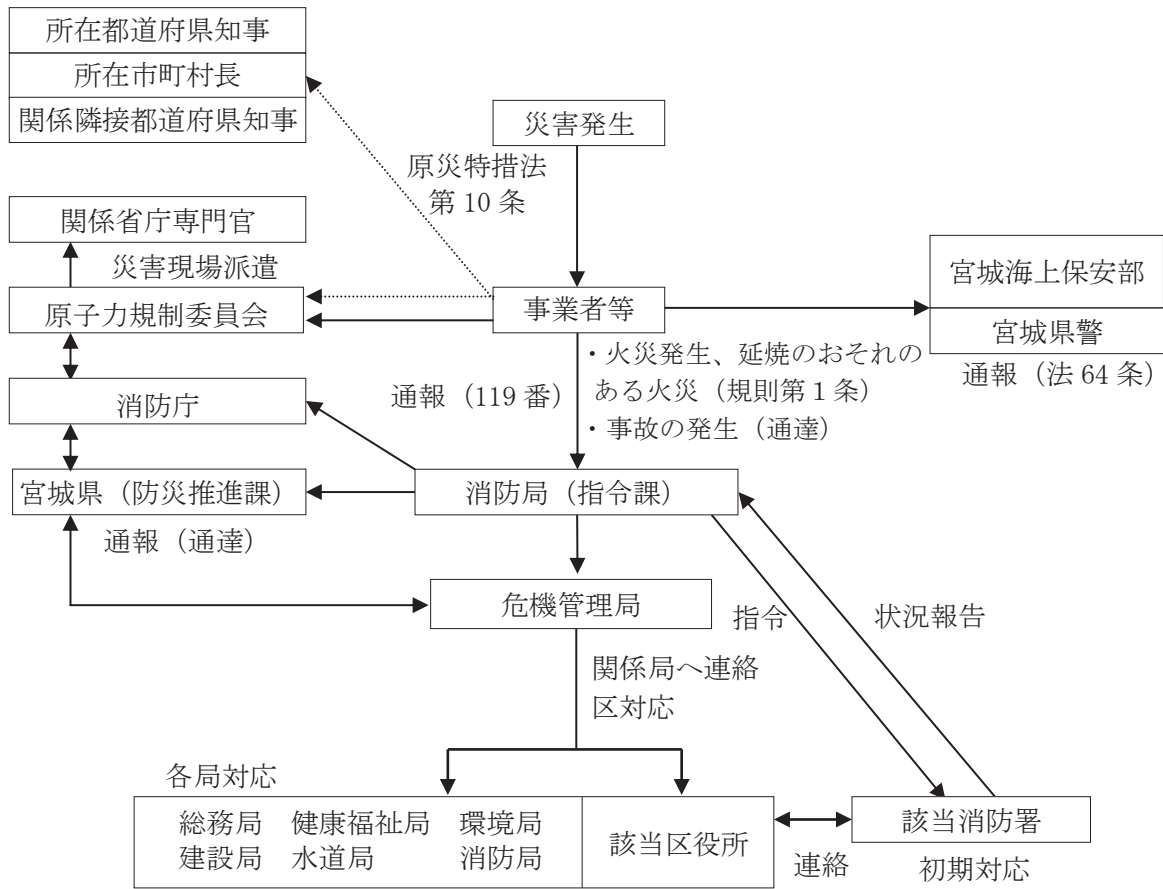 所在都道府県知事
所在市町村長
関係隣接都道府県知事
災害発生
原災特措法
第 10 条
関係省庁専門官
災害現場派遣
原子力規制委員会
事業者等
宮城海上保安部
宮城県警
通報（法 64 条）
・火災発生、延焼のおそれの
ある火災（規則第１条）
・事故の発生（通達）
通報（119 番）
消防庁
宮城県（防災推進課）
消防局（指令課）
通報（通達）
危機管理局
指令
状況報告
関係局へ連絡
区対応
各局対応
総務局 健康福祉局 環境局
建設局 水道局 消防局
該当区役所
連絡
該当消防署
初期対応